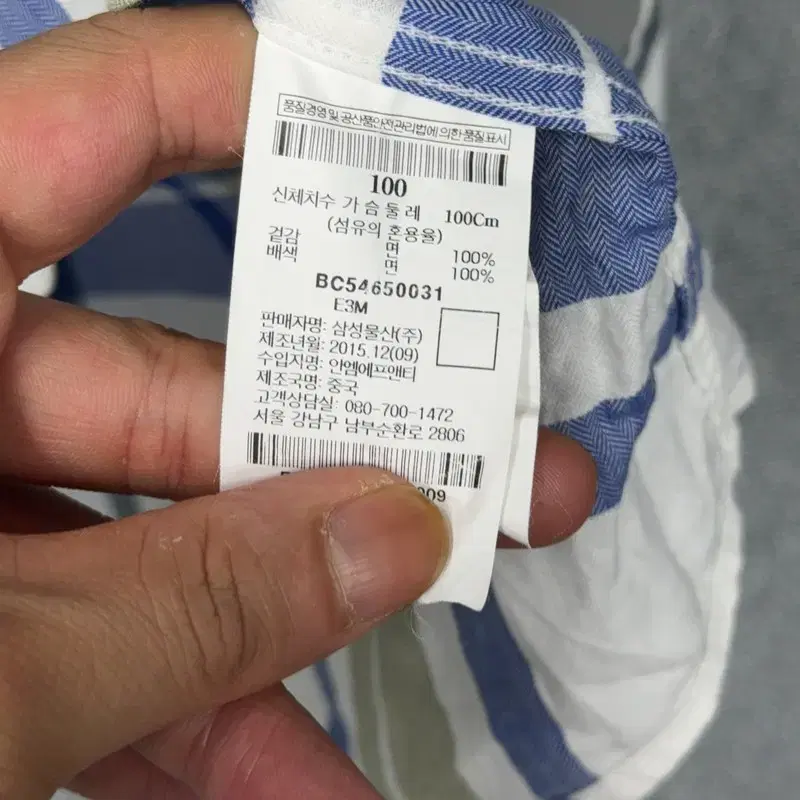 품질경영 및 공산품안전관리법에 의한 품질표시
100
신체치수 가슴둘레 100Cm
(섬유의 혼용율)
겉감 면 100%
배색 면 100%
BC54650031
E3M
판매자명: 삼성물산(주)
제조년월: 2015.12(09)
수입자명: 안엠에프앤티
제조국명: 중국
고객상담실: 080-700-1472
서울 강남구 남부순환로 2806